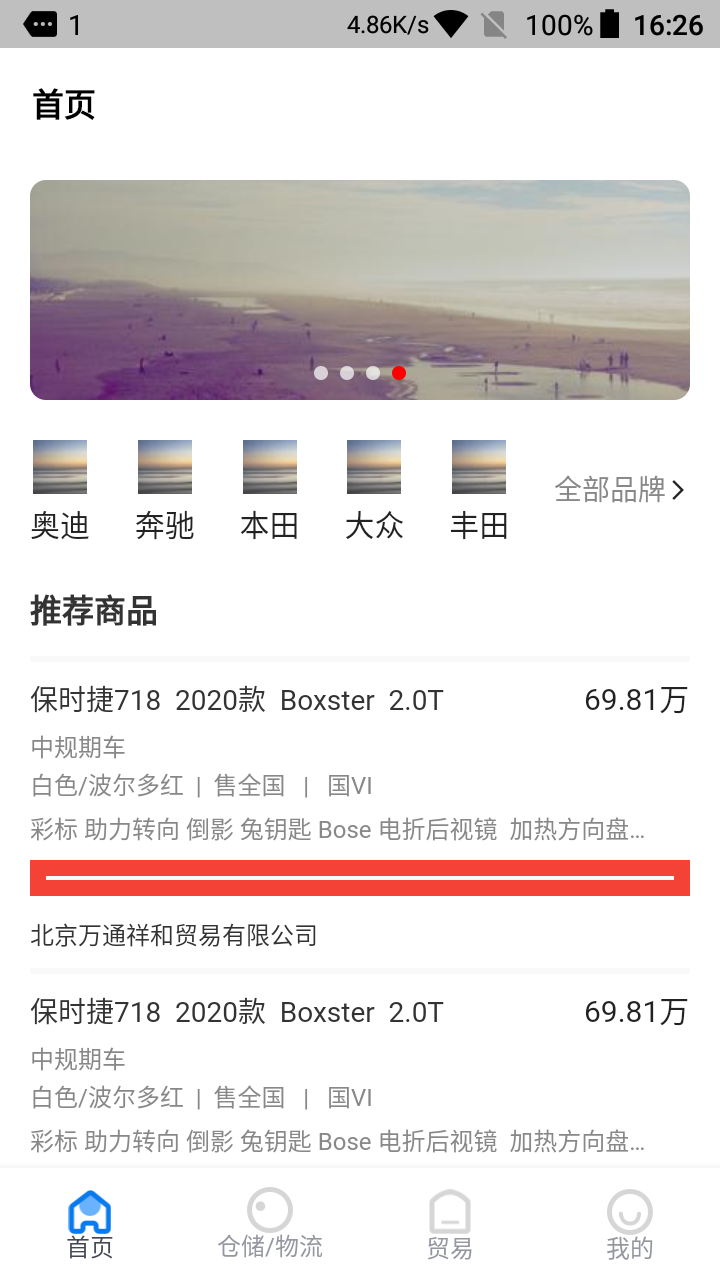 1 4.86K/s 100% 16:26
首页
奥迪 奔驰 本田 大众 丰田 全部品牌
推荐商品
保时捷718 2020款 Boxster 2.0T 69.81万
中规期车
白色/波尔多红 | 售全国 | 国VI
彩标 助力转向 倒影 兔钥匙 Bose 电折后视镜 加热方向盘...
北京万通祥和贸易有限公司
保时捷718 2020款 Boxster 2.0T 69.81万
中规期车
白色/波尔多红 | 售全国 | 国VI
彩标 助力转向 倒影 兔钥匙 Bose 电折后视镜 加热方向盘...
首页 仓储/物流 贸易 我的